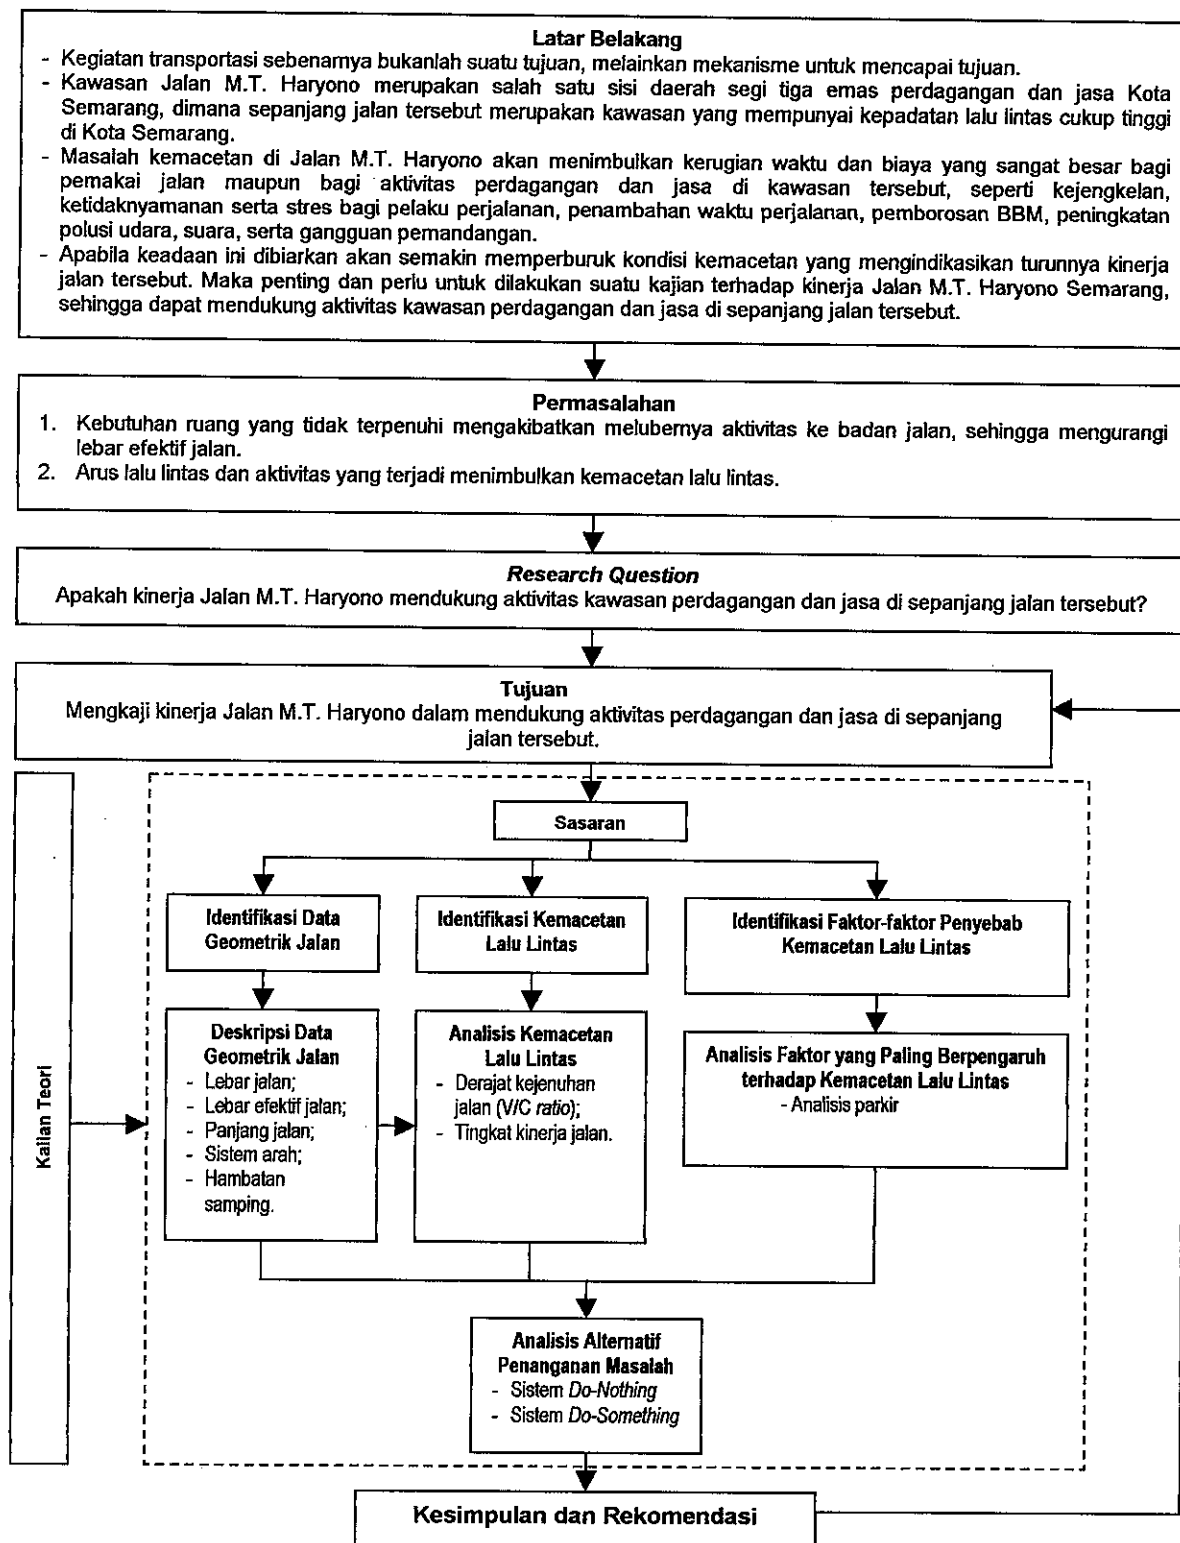 Latar Belakang
- Kegiatan transportasi sebenarnya bukanlah suatu tujuan, melainkan mekanisme untuk mencapai tujuan.
- Kawasan Jalan M.T. Haryono merupakan salah satu sisi daerah segi tiga emas perdagangan dan jasa Kota
Semarang, dimana sepanjang jalan tersebut merupakan kawasan yang mempunyai kepadatan lalu lintas cukup tinggi
di Kota Semarang.
- Masalah kemacetan di Jalan M.T. Haryono akan menimbulkan kerugian waktu dan biaya yang sangat besar bagi
pemakai jalan maupun bagi aktivitas perdagangan dan jasa di kawasan tersebut, seperti kejengkelan,
ketidaknyamanan serta stres bagi pelaku perjalanan, penambahan waktu perjalanan, pemborosan BBM, peningkatan
polusi udara, suara, serta gangguan pemandangan.
- Apabila keadaan ini dibiarkan akan semakin memperburuk kondisi kemacetan yang mengindikasikan turunnya kinerja
jalan tersebut. Maka penting dan perlu untuk dilakukan suatu kajian terhadap kinerja Jalan M.T. Haryono Semarang,
sehingga dapat mendukung aktivitas kawasan perdagangan dan jasa di sepanjang jalan tersebut.
Permasalahan
1. Kebutuhan ruang yang tidak terpenuhi mengakibatkan melubernya aktivitas ke badan jalan, sehingga mengurangi
lebar efektif jalan.
2. Arus lalu lintas dan aktivitas yang terjadi menimbulkan kemacetan lalu lintas.
Research Question
Apakah kinerja Jalan M.T. Haryono mendukung aktivitas kawasan perdagangan dan jasa di sepanjang jalan tersebut?
Tujuan
Mengkaji kinerja Jalan M.T. Haryono dalam mendukung aktivitas perdagangan dan jasa di sepanjang
jalan tersebut.
Kajian Teori
Sasaran
Identifikasi Data
Geometrik Jalan
Identifikasi Kemacetan
Lalu Lintas
Identifikasi Faktor-faktor Penyebab
Kemacetan Lalu Lintas
Deskripsi Data
Geometrik Jalan
- Lebar jalan;
- Lebar efektif jalan;
- Panjang jalan;
- Sistem arah;
- Hambatan
samping.
Analisis Kemacetan
Lalu Lintas
- Derajat kejenuhan
jalan (V/C ratio);
- Tingkat kinerja jalan.
Analisis Faktor yang Paling Berpengaruh
terhadap Kemacetan Lalu Lintas
- Analisis parkir
Analisis Alternatif
Penanganan Masalah
- Sistem Do-Nothing
- Sistem Do-Something
Kesimpulan dan Rekomendasi